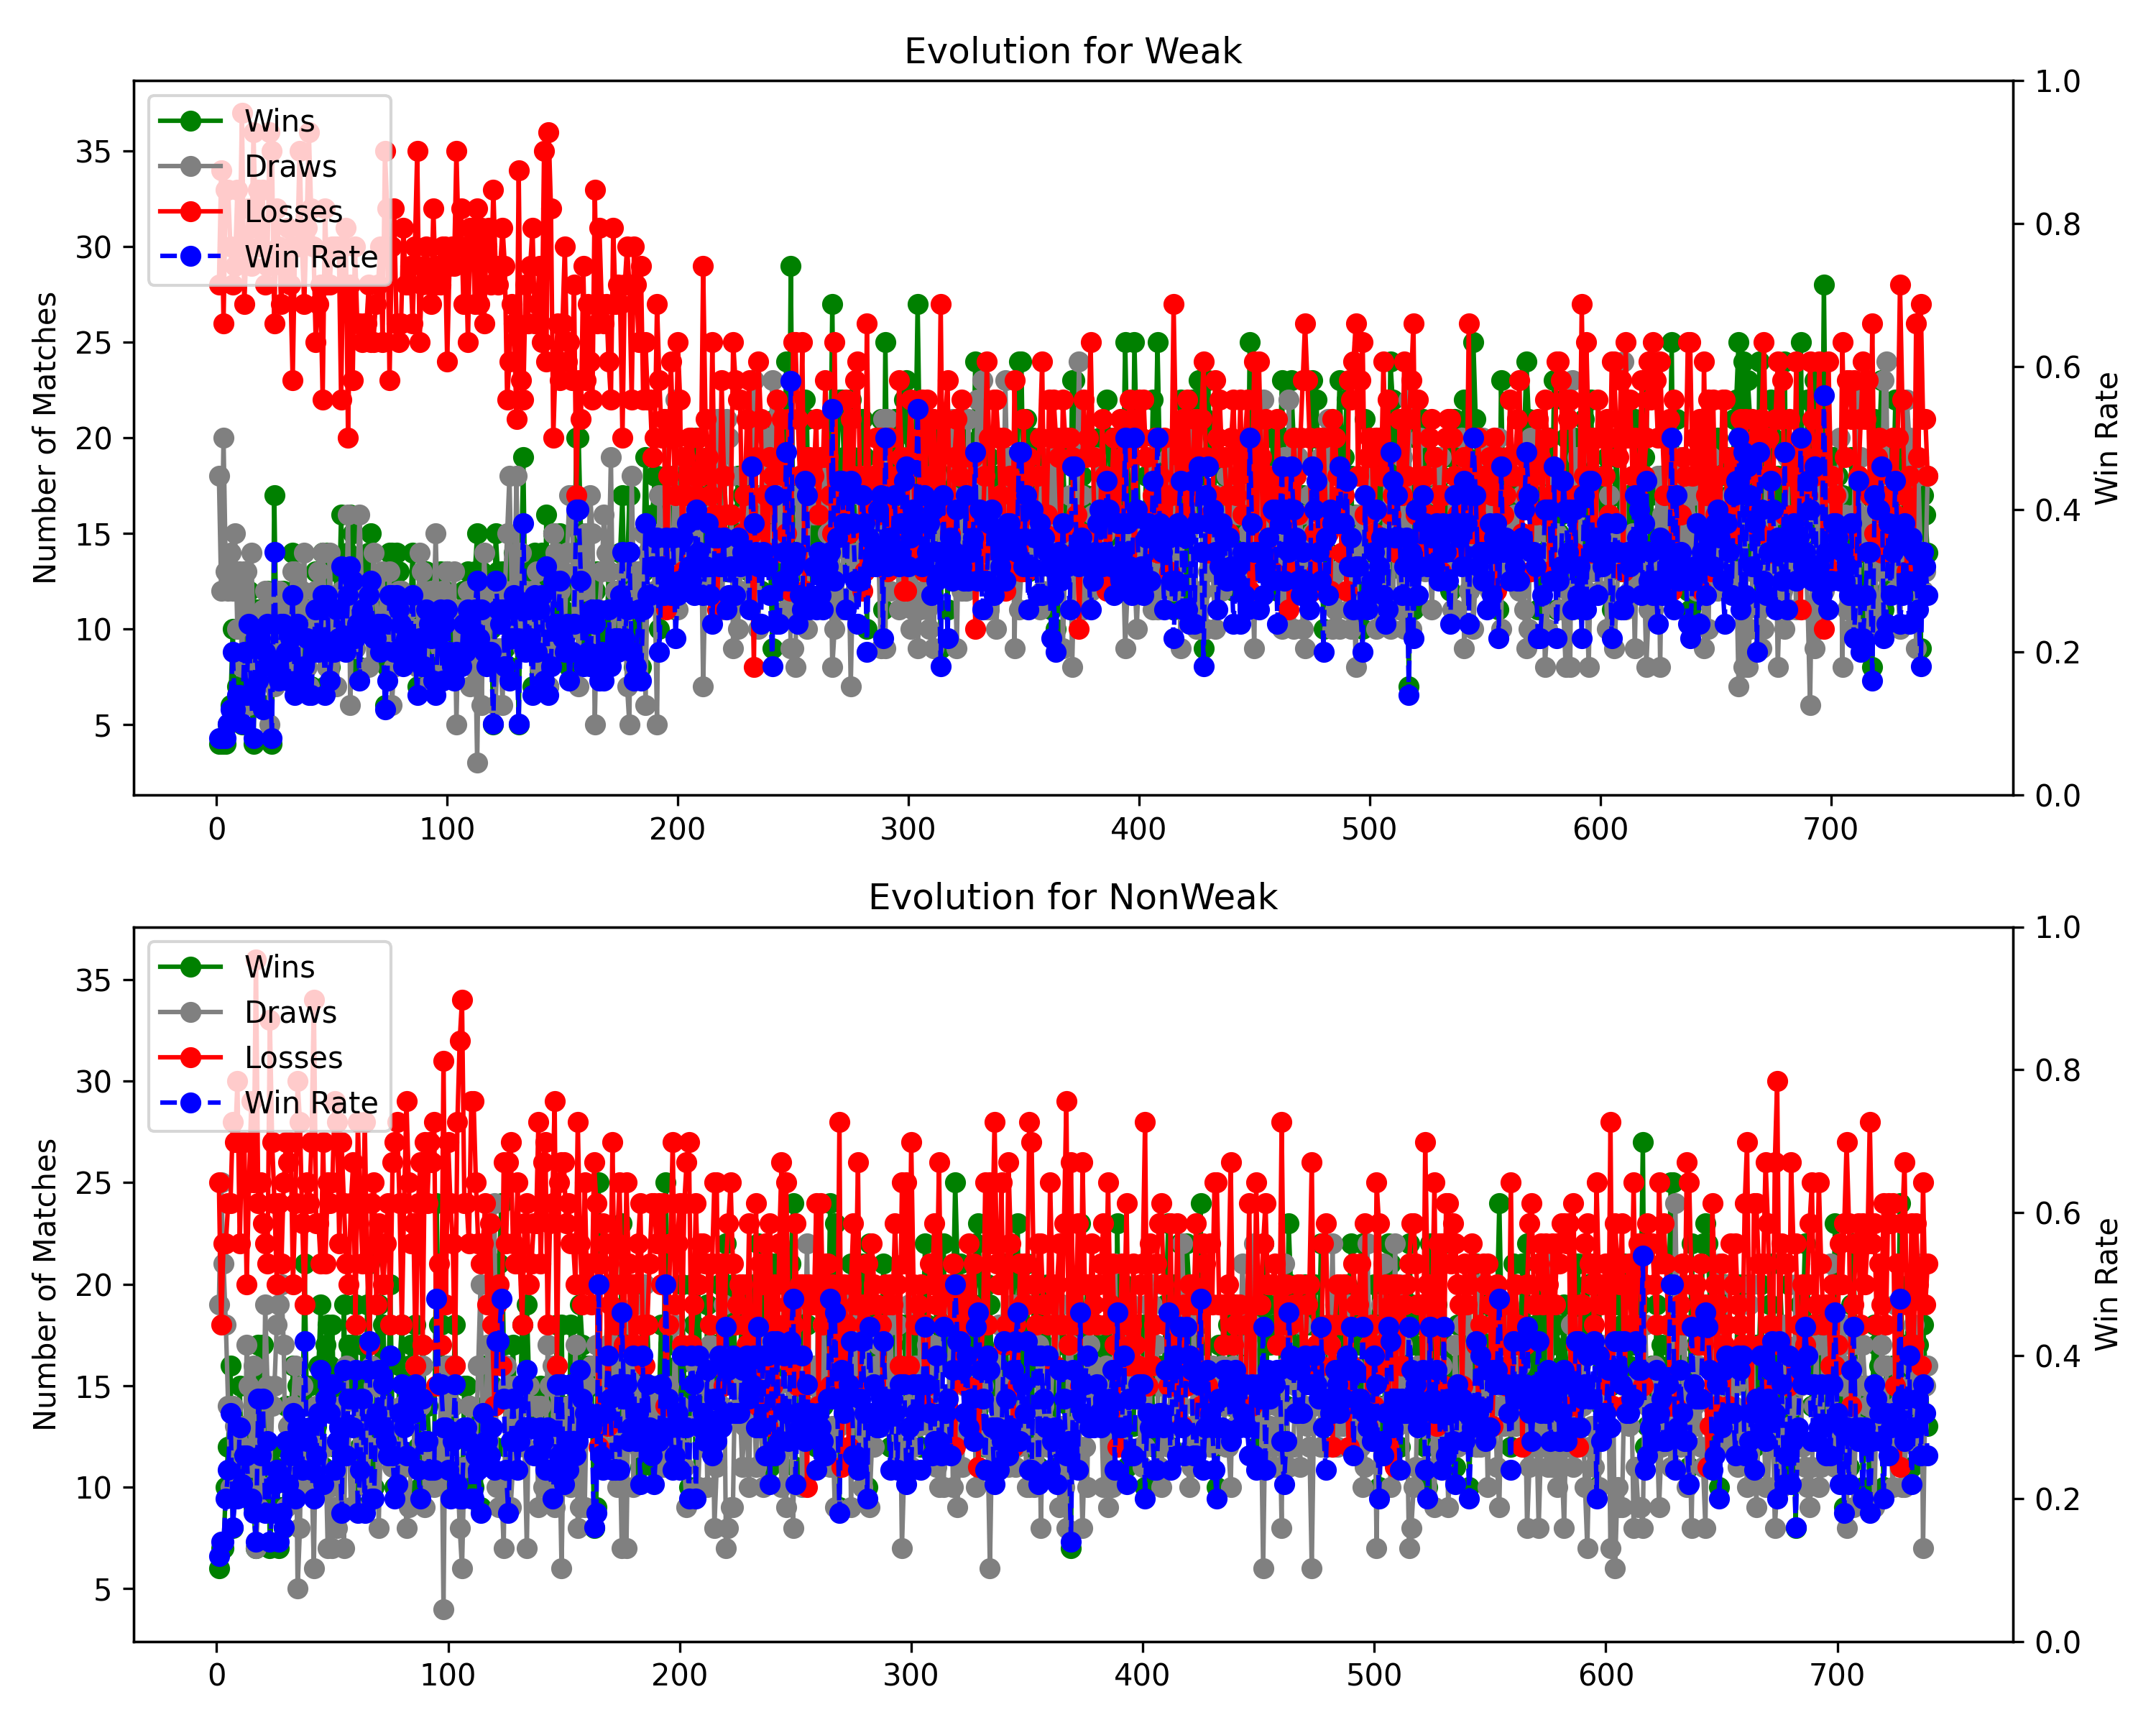 Evolution for Weak
Wins
Draws
Losses
Win Rate
Number of Matches
35
30
25
20
15
10
5
1.0
0.8
0.6
0.4
0.2
0.0
Win Rate
0 100 200 300 400 500 600 700
Evolution for NonWeak
Wins
Draws
Losses
Win Rate
Number of Matches
35
30
25
20
15
10
5
1.0
0.8
0.6
0.4
0.2
0.0
Win Rate
0 100 200 300 400 500 600 700